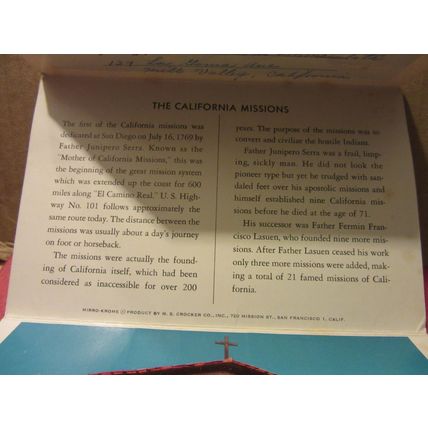 Mill Valley, California
THE CALIFORNIA MISSIONS
The first of the California missions was
dedicated at San Diego on July 16, 1769 by
Father Junipero Serra. Known as the
"Mother of California Missions," this was
the beginning of the great mission system
which was extended up the coast for 600
miles along "El Camino Real." U. S. High-
way No. 101 follows approximately the
same route today. The distance between the
missions was usually about a day's journey
on foot or horseback.
The missions were actually the found-
ing of California itself, which had been
considered as inaccessible for over 200
years. The purpose of the missions was to
convert and civilize the hostile Indians.
Father Junipero Serra was a frail, limp-
ing, sickly man. He did not look the
pioneer type but yet he trudged with san-
daled feet over his apostolic missions and
himself established nine California mis-
sions before he died at the age of 71.
His successor was Father Fermin Fran-
cisco Lasuen, who founded nine more mis-
sions. After Father Lasuen ceased his work
only three more missions were added, mak-
ing a total of 21 famed missions of Cali-
fornia.
MIRRO-KROME © PRODUCT BY H. S. CROCKER CO., INC., 720 MISSION ST., SAN FRANCISCO 1, CALIF.